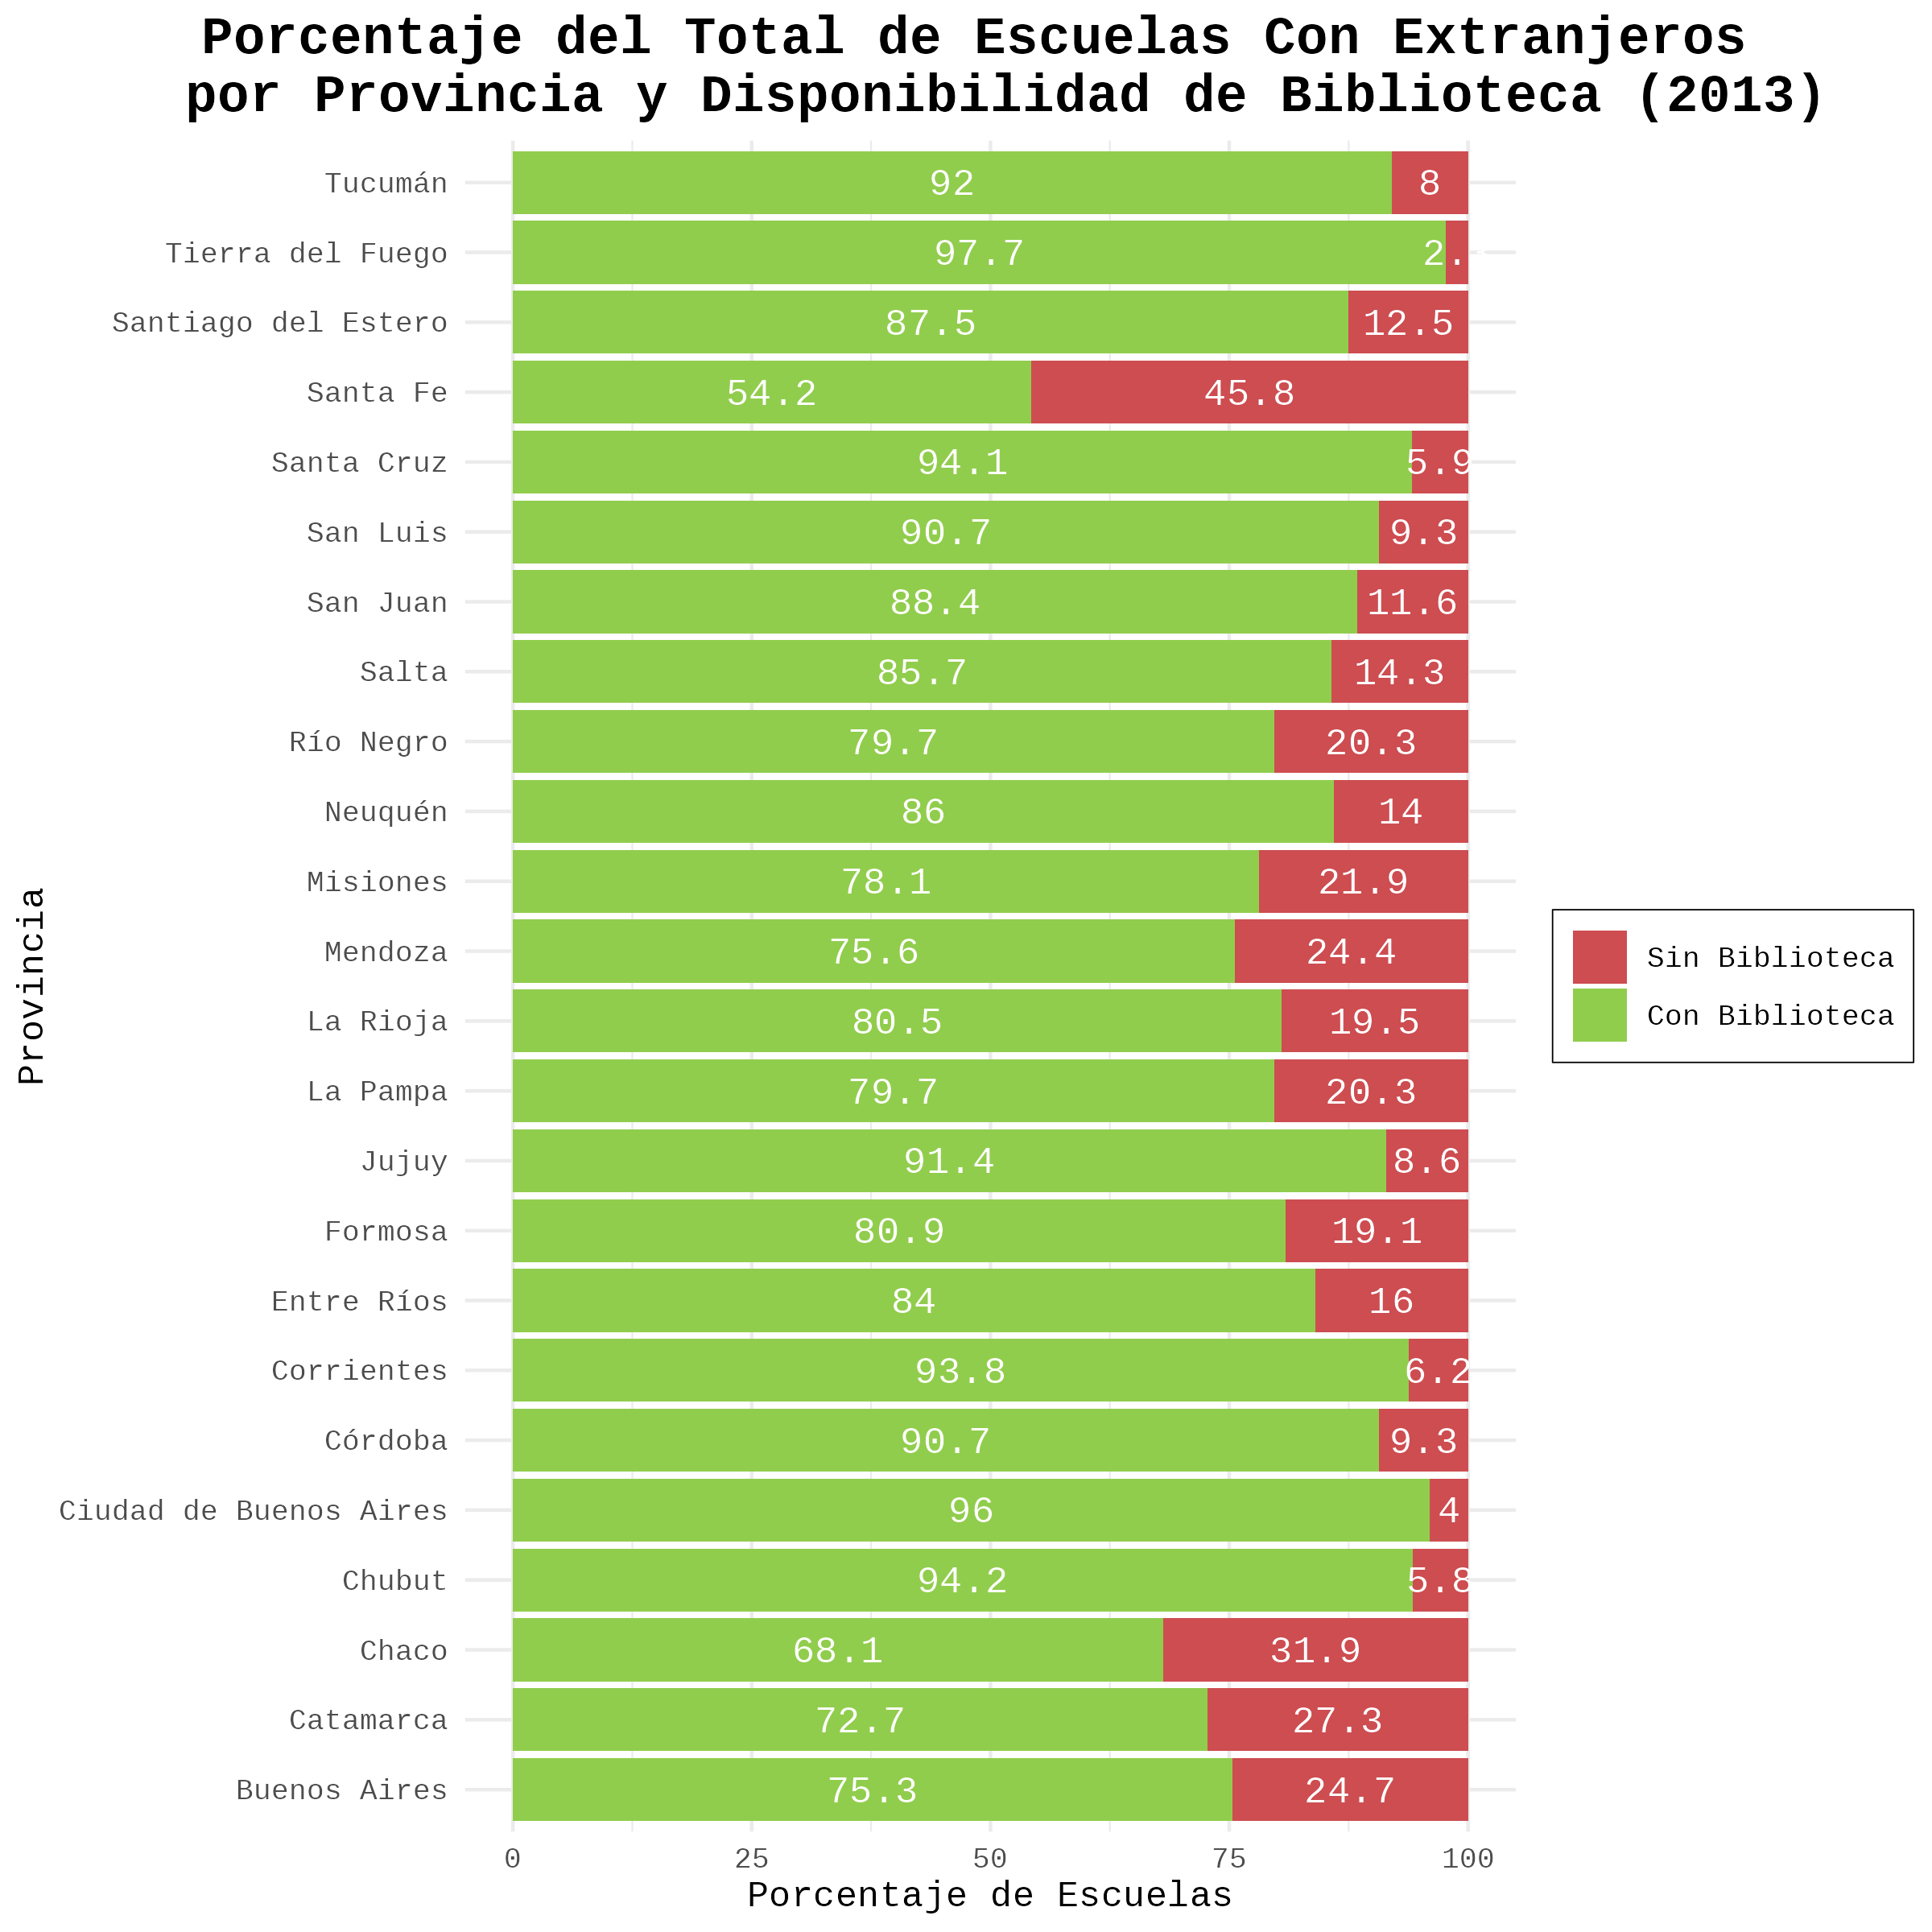 Porcentaje del Total de Escuelas Con Extranjeros
por Provincia y Disponibilidad de Biblioteca (2013)
Provincia
Tucumán 92 8
Tierra del Fuego 97.7 2.
Santiago del Estero 87.5 12.5
Santa Fe 54.2 45.8
Santa Cruz 94.1 5.9
San Luis 90.7 9.3
San Juan 88.4 11.6
Salta 85.7 14.3
Río Negro 79.7 20.3
Neuquén 86 14
Misiones 78.1 21.9
Mendoza 75.6 24.4
La Rioja 80.5 19.5
La Pampa 79.7 20.3
Jujuy 91.4 8.6
Formosa 80.9 19.1
Entre Ríos 84 16
Corrientes 93.8 6.2
Córdoba 90.7 9.3
Ciudad de Buenos Aires 96 4
Chubut 94.2 5.8
Chaco 68.1 31.9
Catamarca 72.7 27.3
Buenos Aires 75.3 24.7
0 25 50 75 100
Porcentaje de Escuelas
Sin Biblioteca
Con Biblioteca